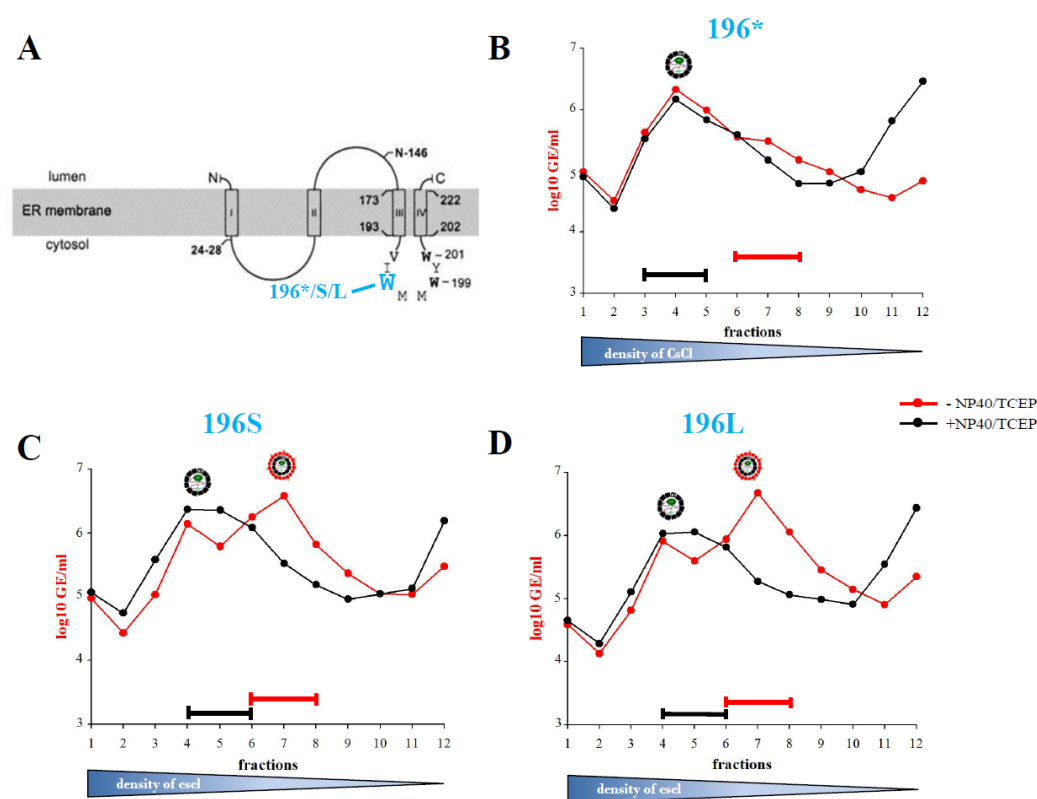 A
lumen
N
N-146
C
ER membrane
I
II
III
IV
173
222
193
202
cytosol
24-28
V
W-201
I
Y
W
W-199
196*/S/L
M M
B
196*
log10 GE/ml
7
6
5
4
3
1 2 3 4 5 6 7 8 9 10 11 12
fractions
density of CsCl
- NP40/TCEP
+NP40/TCEP
C
196S
log10 GE/ml
7
6
5
4
3
1 2 3 4 5 6 7 8 9 10 11 12
fractions
density of cscl
D
196L
log10 GE/ml
7
6
5
4
3
1 2 3 4 5 6 7 8 9 10 11 12
fractions
density of cscl